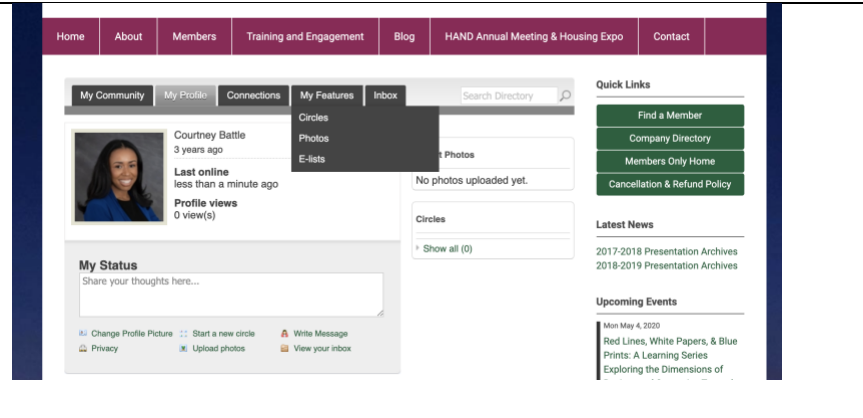 Home About Members Training and Engagement Blog HAND Annual Meeting & Housing Expo Contact
My Community My Profile Connections My Features Inbox Search Directory
Circles
Photos
E-lists
Courtney Battle
3 years ago
Last online
less than a minute ago
Profile views
0 view(s)
My Status
Share your thoughts here...
Change Profile Picture Start a new circle Write Message
Privacy Upload photos View your inbox
Photos
No photos uploaded yet.
Circles
Show all (0)
Quick Links
Find a Member
Company Directory
Members Only Home
Cancellation & Refund Policy
Latest News
2017-2018 Presentation Archives
2018-2019 Presentation Archives
Upcoming Events
Mon May 4, 2020
Red Lines, White Papers, & Blue
Prints: A Learning Series
Exploring the Dimensions of